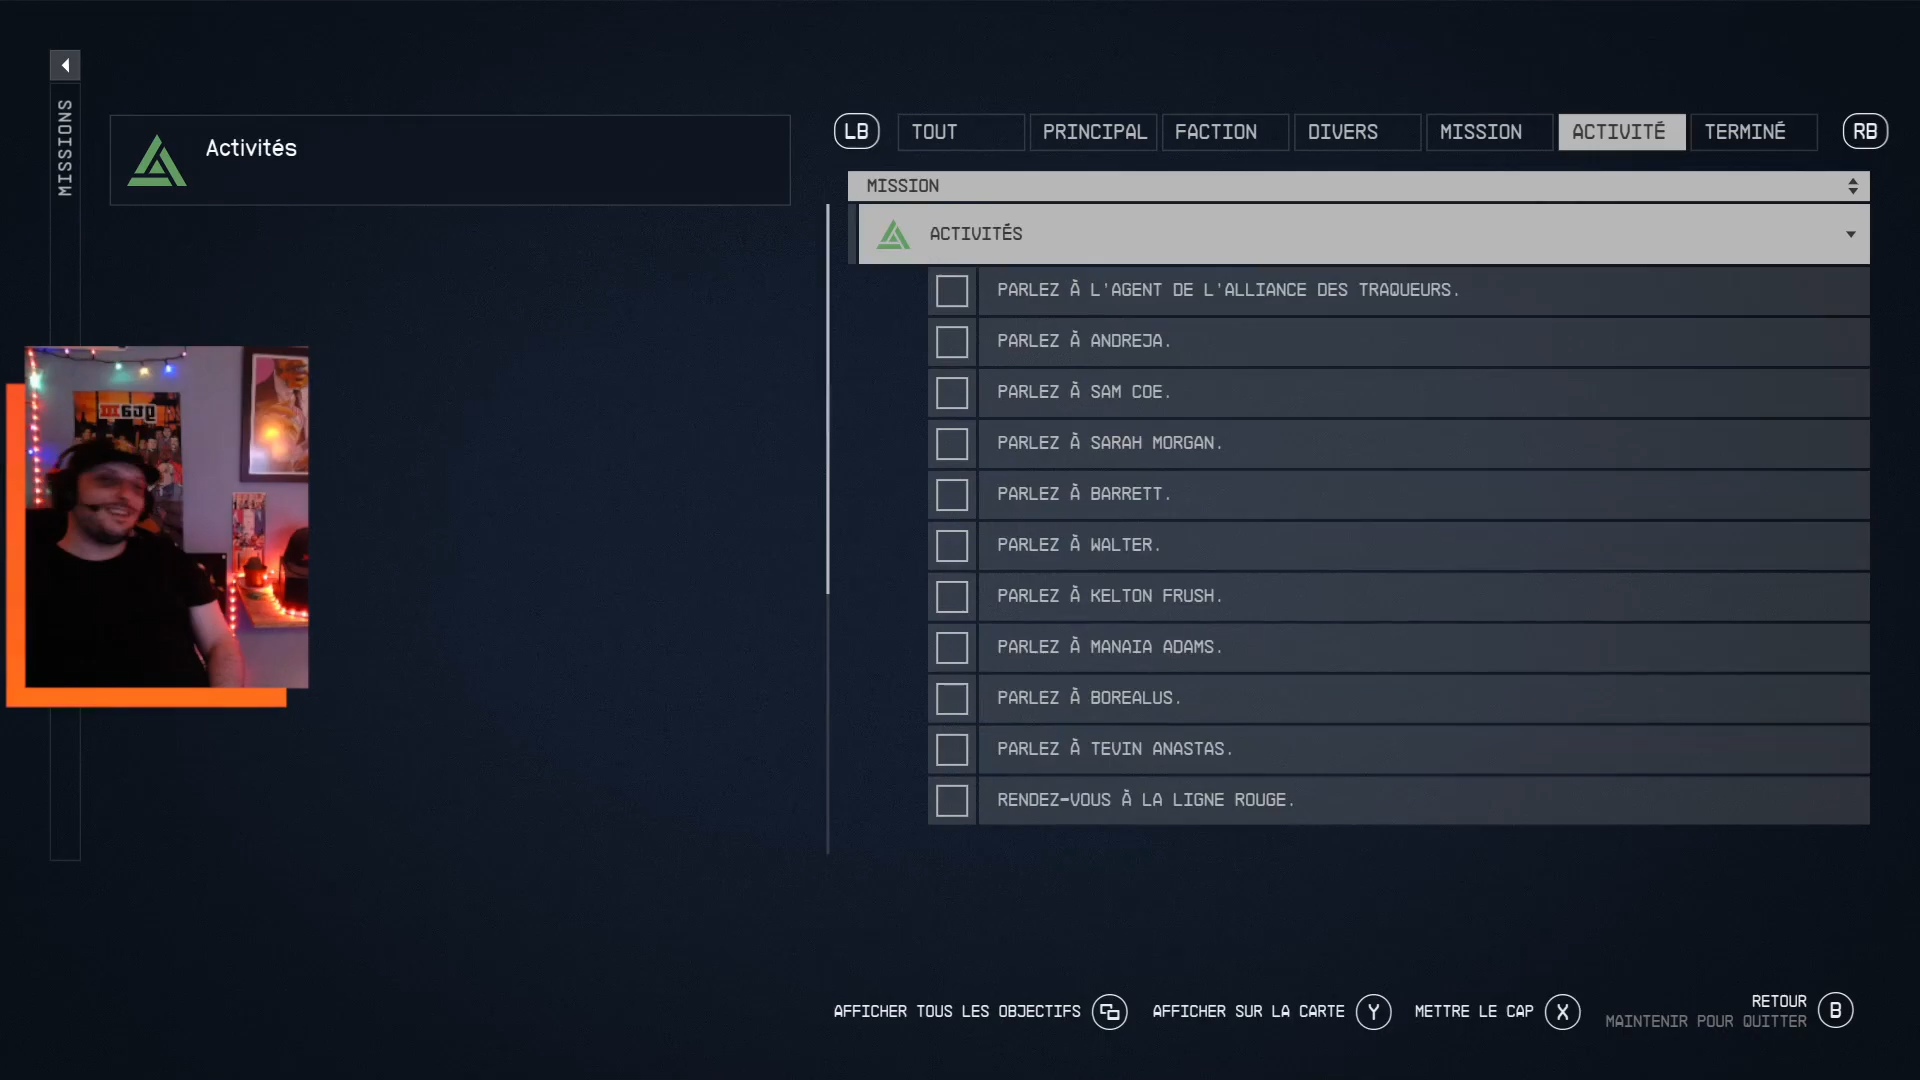 MISSIONS
Activités
LB
TOUT
PRINCIPAL
FACTION
DIVERS
MISSION
ACTIVITÉ
TERMINÉ
RB
MISSION
ACTIVITÉS
PARLEZ À L'AGENT DE L'ALLIANCE DES TRAQUEURS.
PARLEZ À ANDREJA.
PARLEZ À SAM COE.
PARLEZ À SARAH MORGAN.
PARLEZ À BARRETT.
PARLEZ À WALTER.
PARLEZ À KELTON FRUSH.
PARLEZ À MANAIA ADAMS.
PARLEZ À BOREALUS.
PARLEZ À TEVIN ANASTAS.
RENDEZ-VOUS À LA LIGNE ROUGE.
AFFICHER TOUS LES OBJECTIFS
AFFICHER SUR LA CARTE Y
METTRE LE CAP X
RETOUR B
MAINTENIR POUR QUITTER